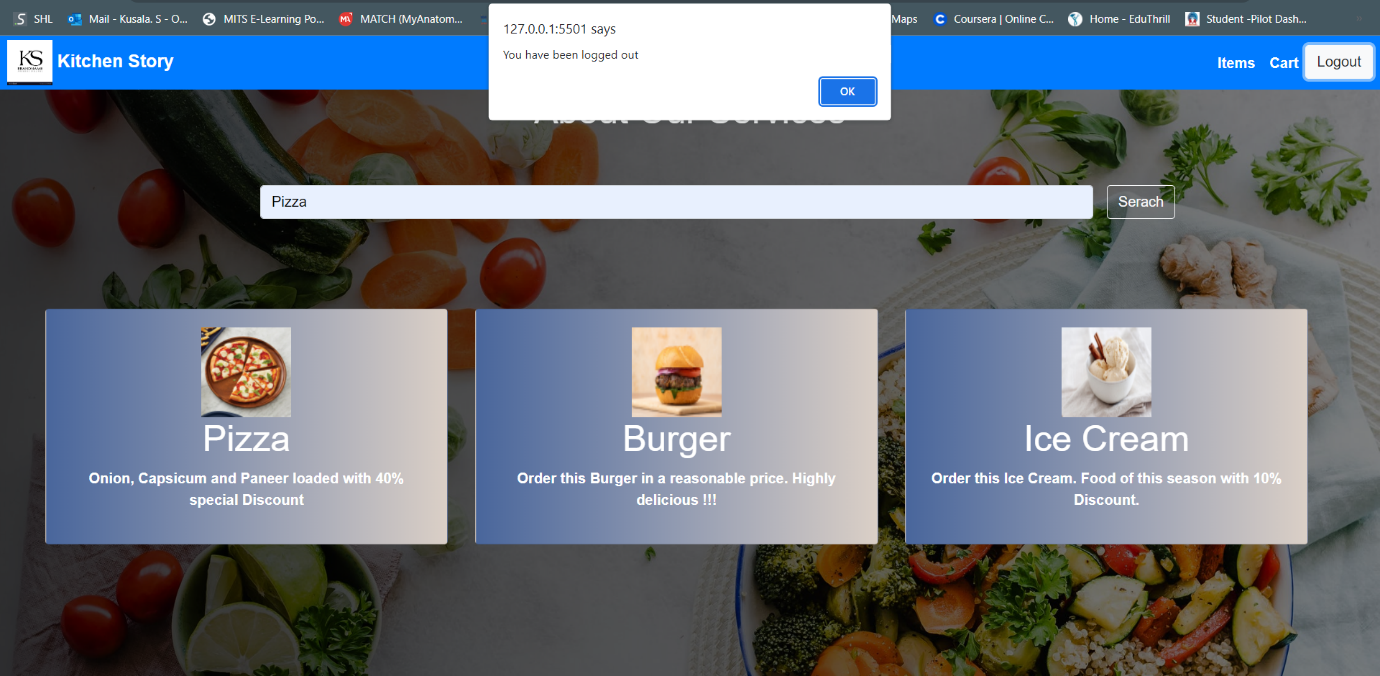 SHL
Mail - Kusala. S - O...
MITS E-Learning Po...
MATCH (MyAnatom...
Maps
Coursera | Online C...
Home - EduThrill
Student -Pilot Dash...
127.0.0.1:5501 says
You have been logged out
OK
KS
Kitchen Story
Items
Cart
Logout
About Our Services
Pizza
Serach
Pizza
Onion, Capsicum and Paneer loaded with 40%
special Discount
Burger
Order this Burger in a reasonable price. Highly
delicious !!!
Ice Cream
Order this Ice Cream. Food of this season with 10%
Discount.